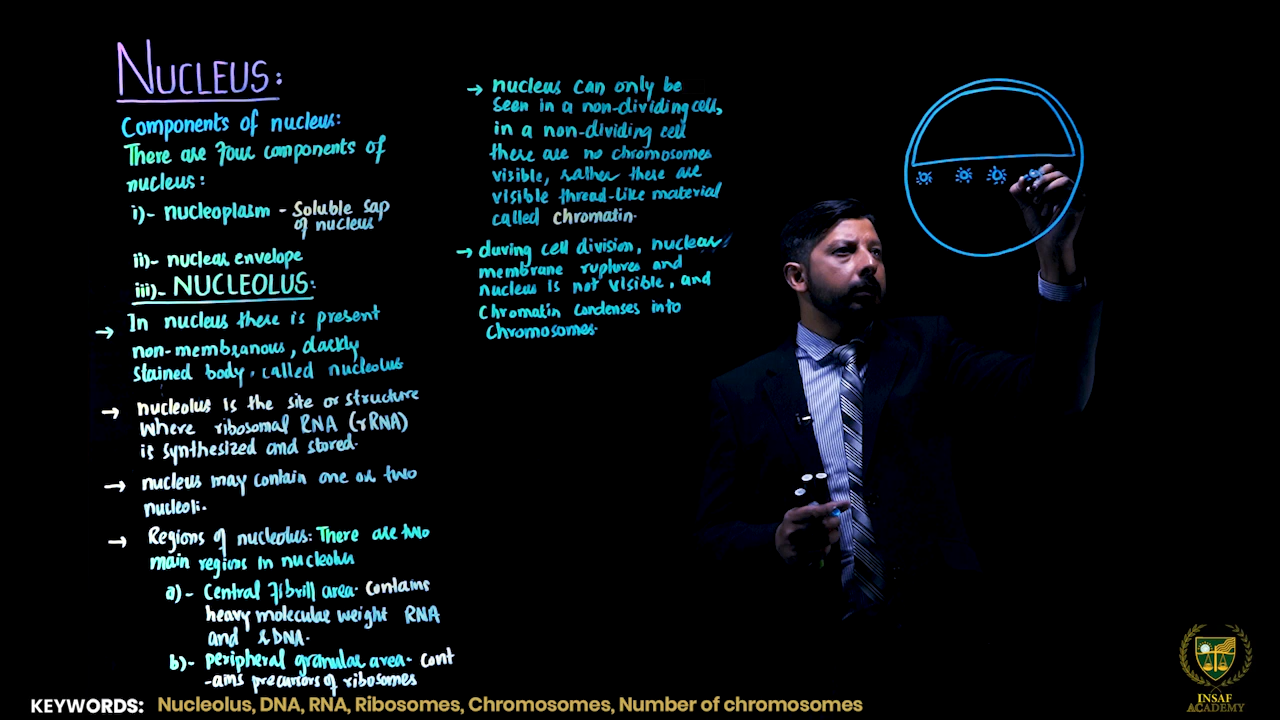 NUCLEUS:
Components of nucleus:
There are four components of
nucleus:
i)- nucleoplasm - Soluble sap
of nucleus
ii)- nuclear envelope
iii)- NUCLEOLUS:
→ In nucleus there is present
non-membranous, darkly
stained body, called nucleolus
→ nucleolus is the site or structure
where ribosomal RNA (rRNA)
is synthesized and stored.
→ nucleus may contain one or two
nucleoli.
→ Regions of nucleolus: There are two
main regions in nucleolus
a)- Central fibrill area. Contains
heavy molecular weight RNA
and rDNA.
b)- peripheral granular area- cont
-ains precursors of ribosomes
→ nucleus can only be
seen in a non-dividing cell,
in a non-dividing cell
there are no chromosomes
visible, rather there are
visible thread-like material
called chromatin.
→ during cell division, nuclear
membrane ruptures and
nucleus is not visible, and
Chromatin condenses into
Chromosomes.
KEYWORDS: Nucleolus, DNA, RNA, Ribosomes, Chromosomes, Number of chromosomes
INSAF
ACADEMY